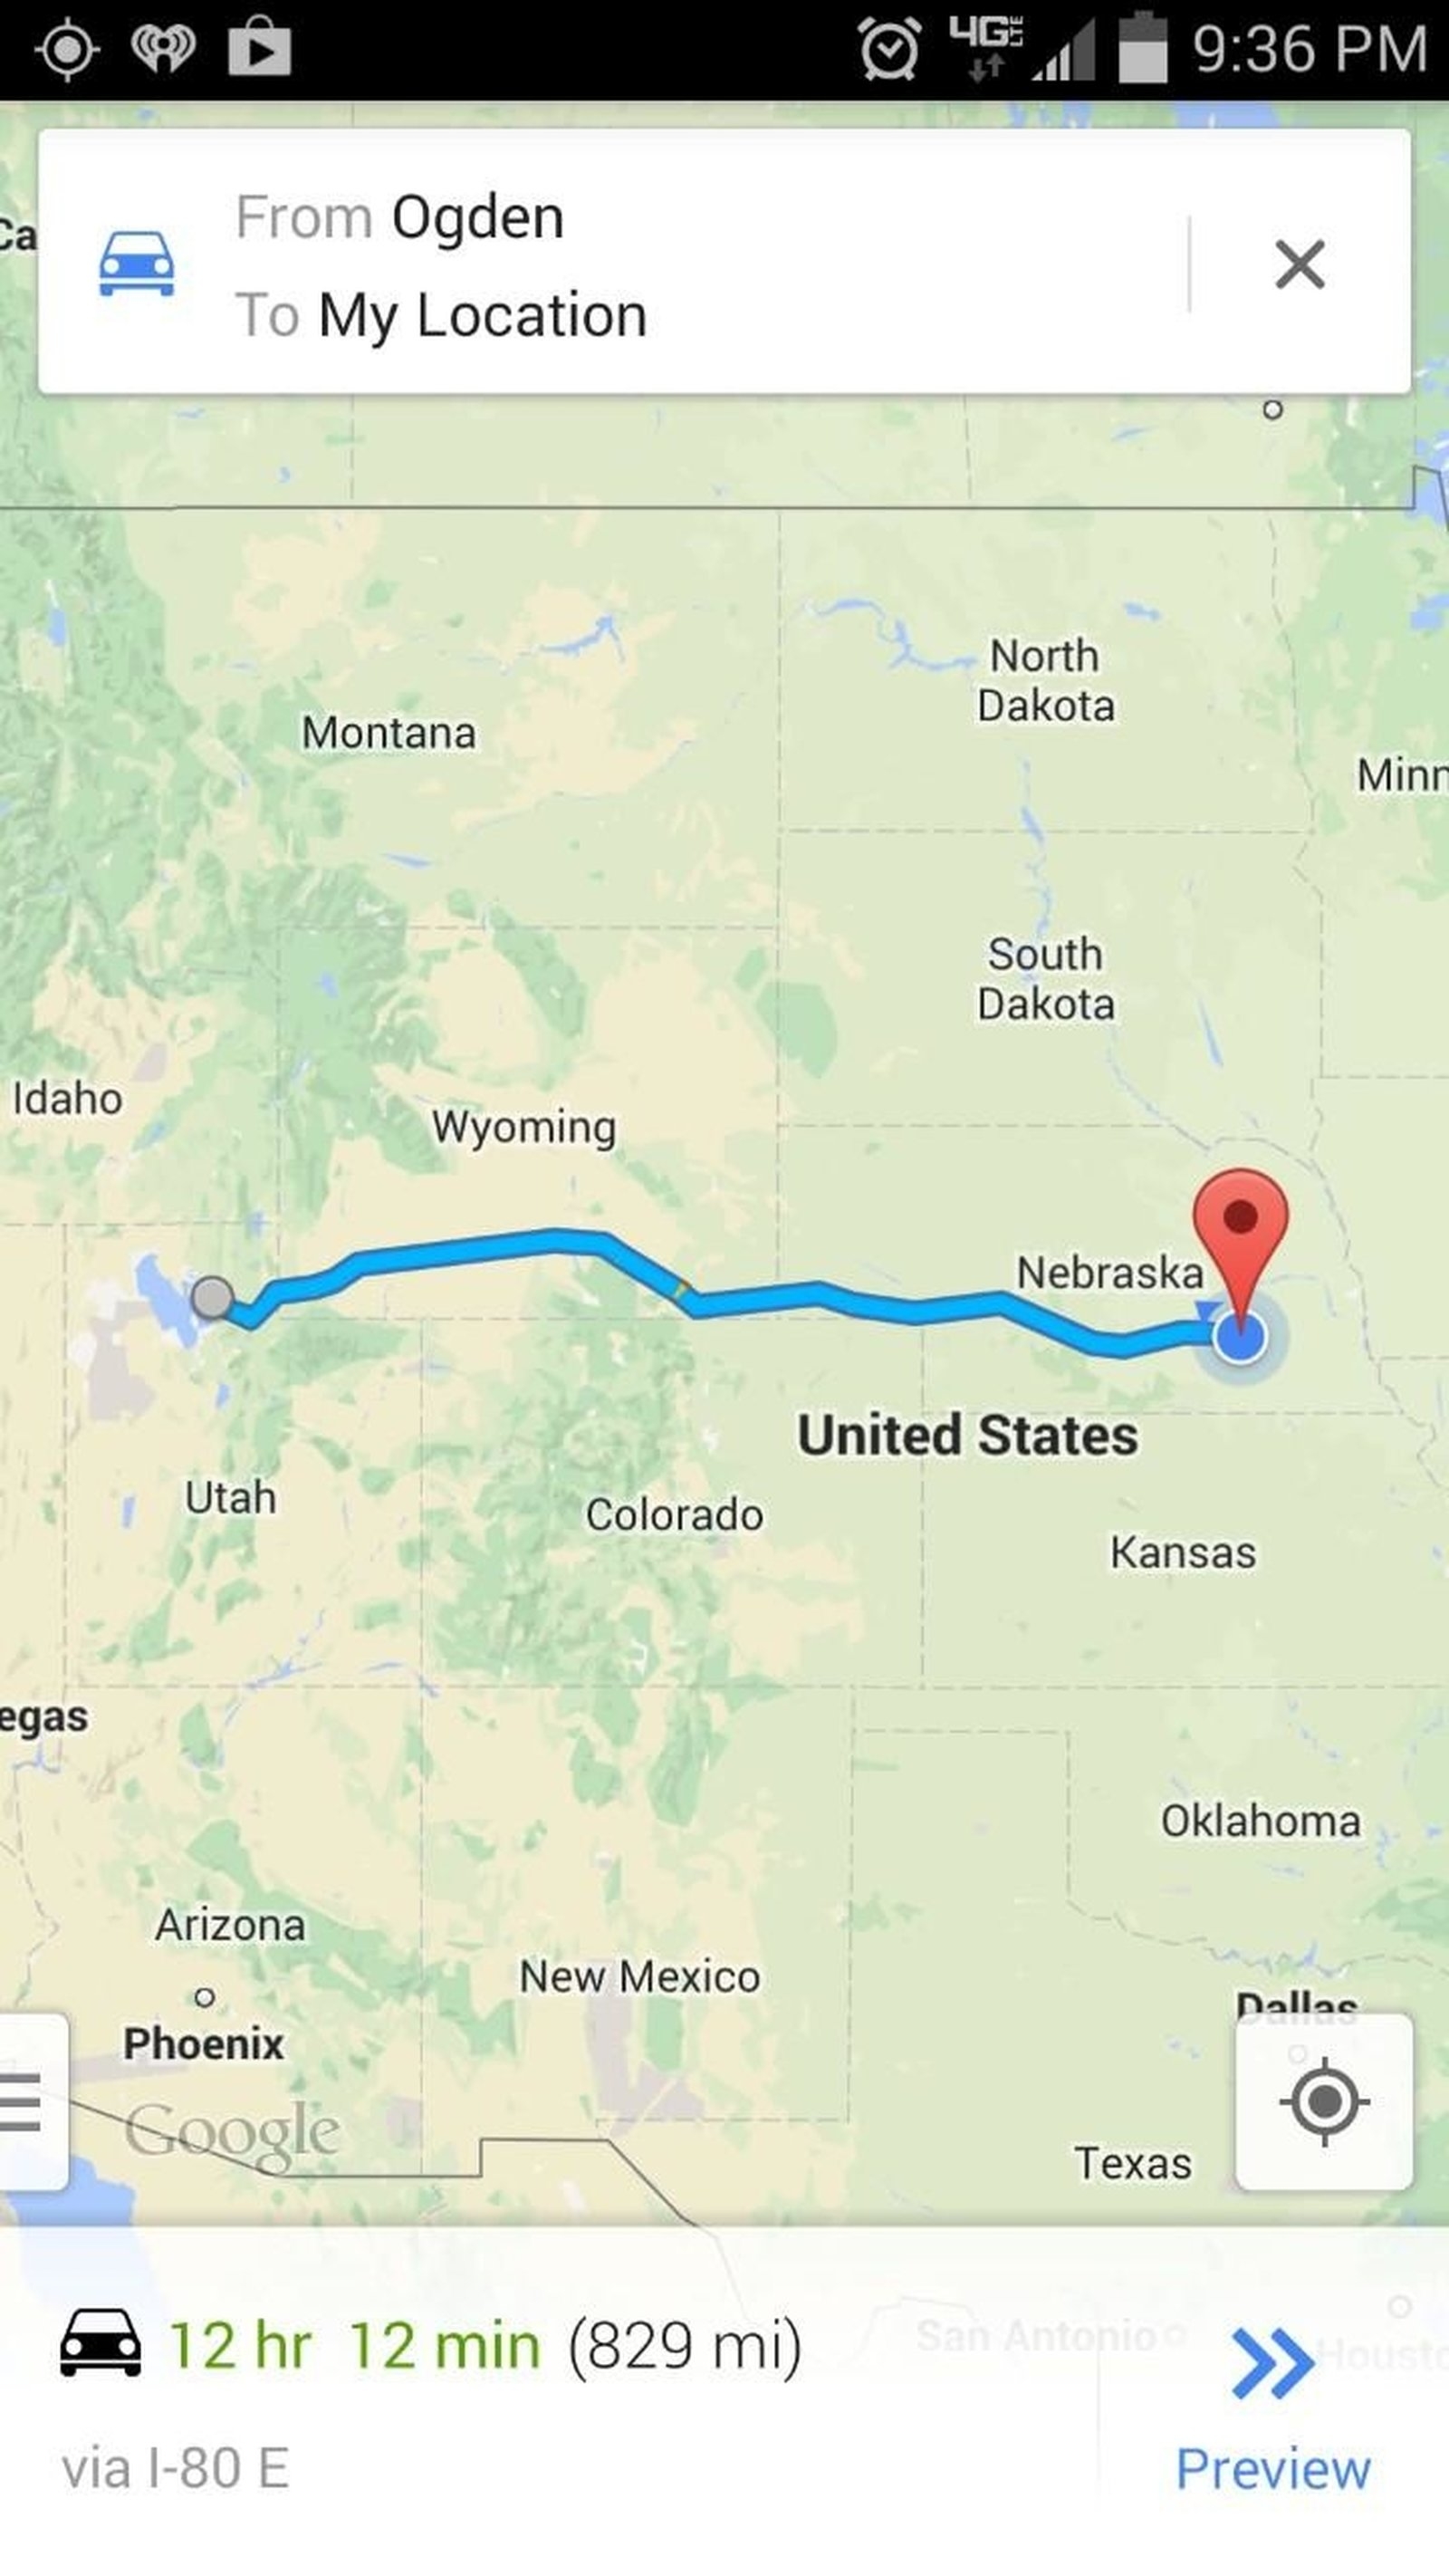 4G LTE 9:36 PM
From Ogden
To My Location
Ca
North
Dakota
Montana
Minn
South
Dakota
Idaho
Wyoming
Nebraska
United States
Utah
Colorado
Kansas
egas
Oklahoma
Arizona
New Mexico
Dallas
Phoenix
Google
Texas
San Antonio
Housto
12 hr 12 min (829 mi)
via I-80 E
Preview